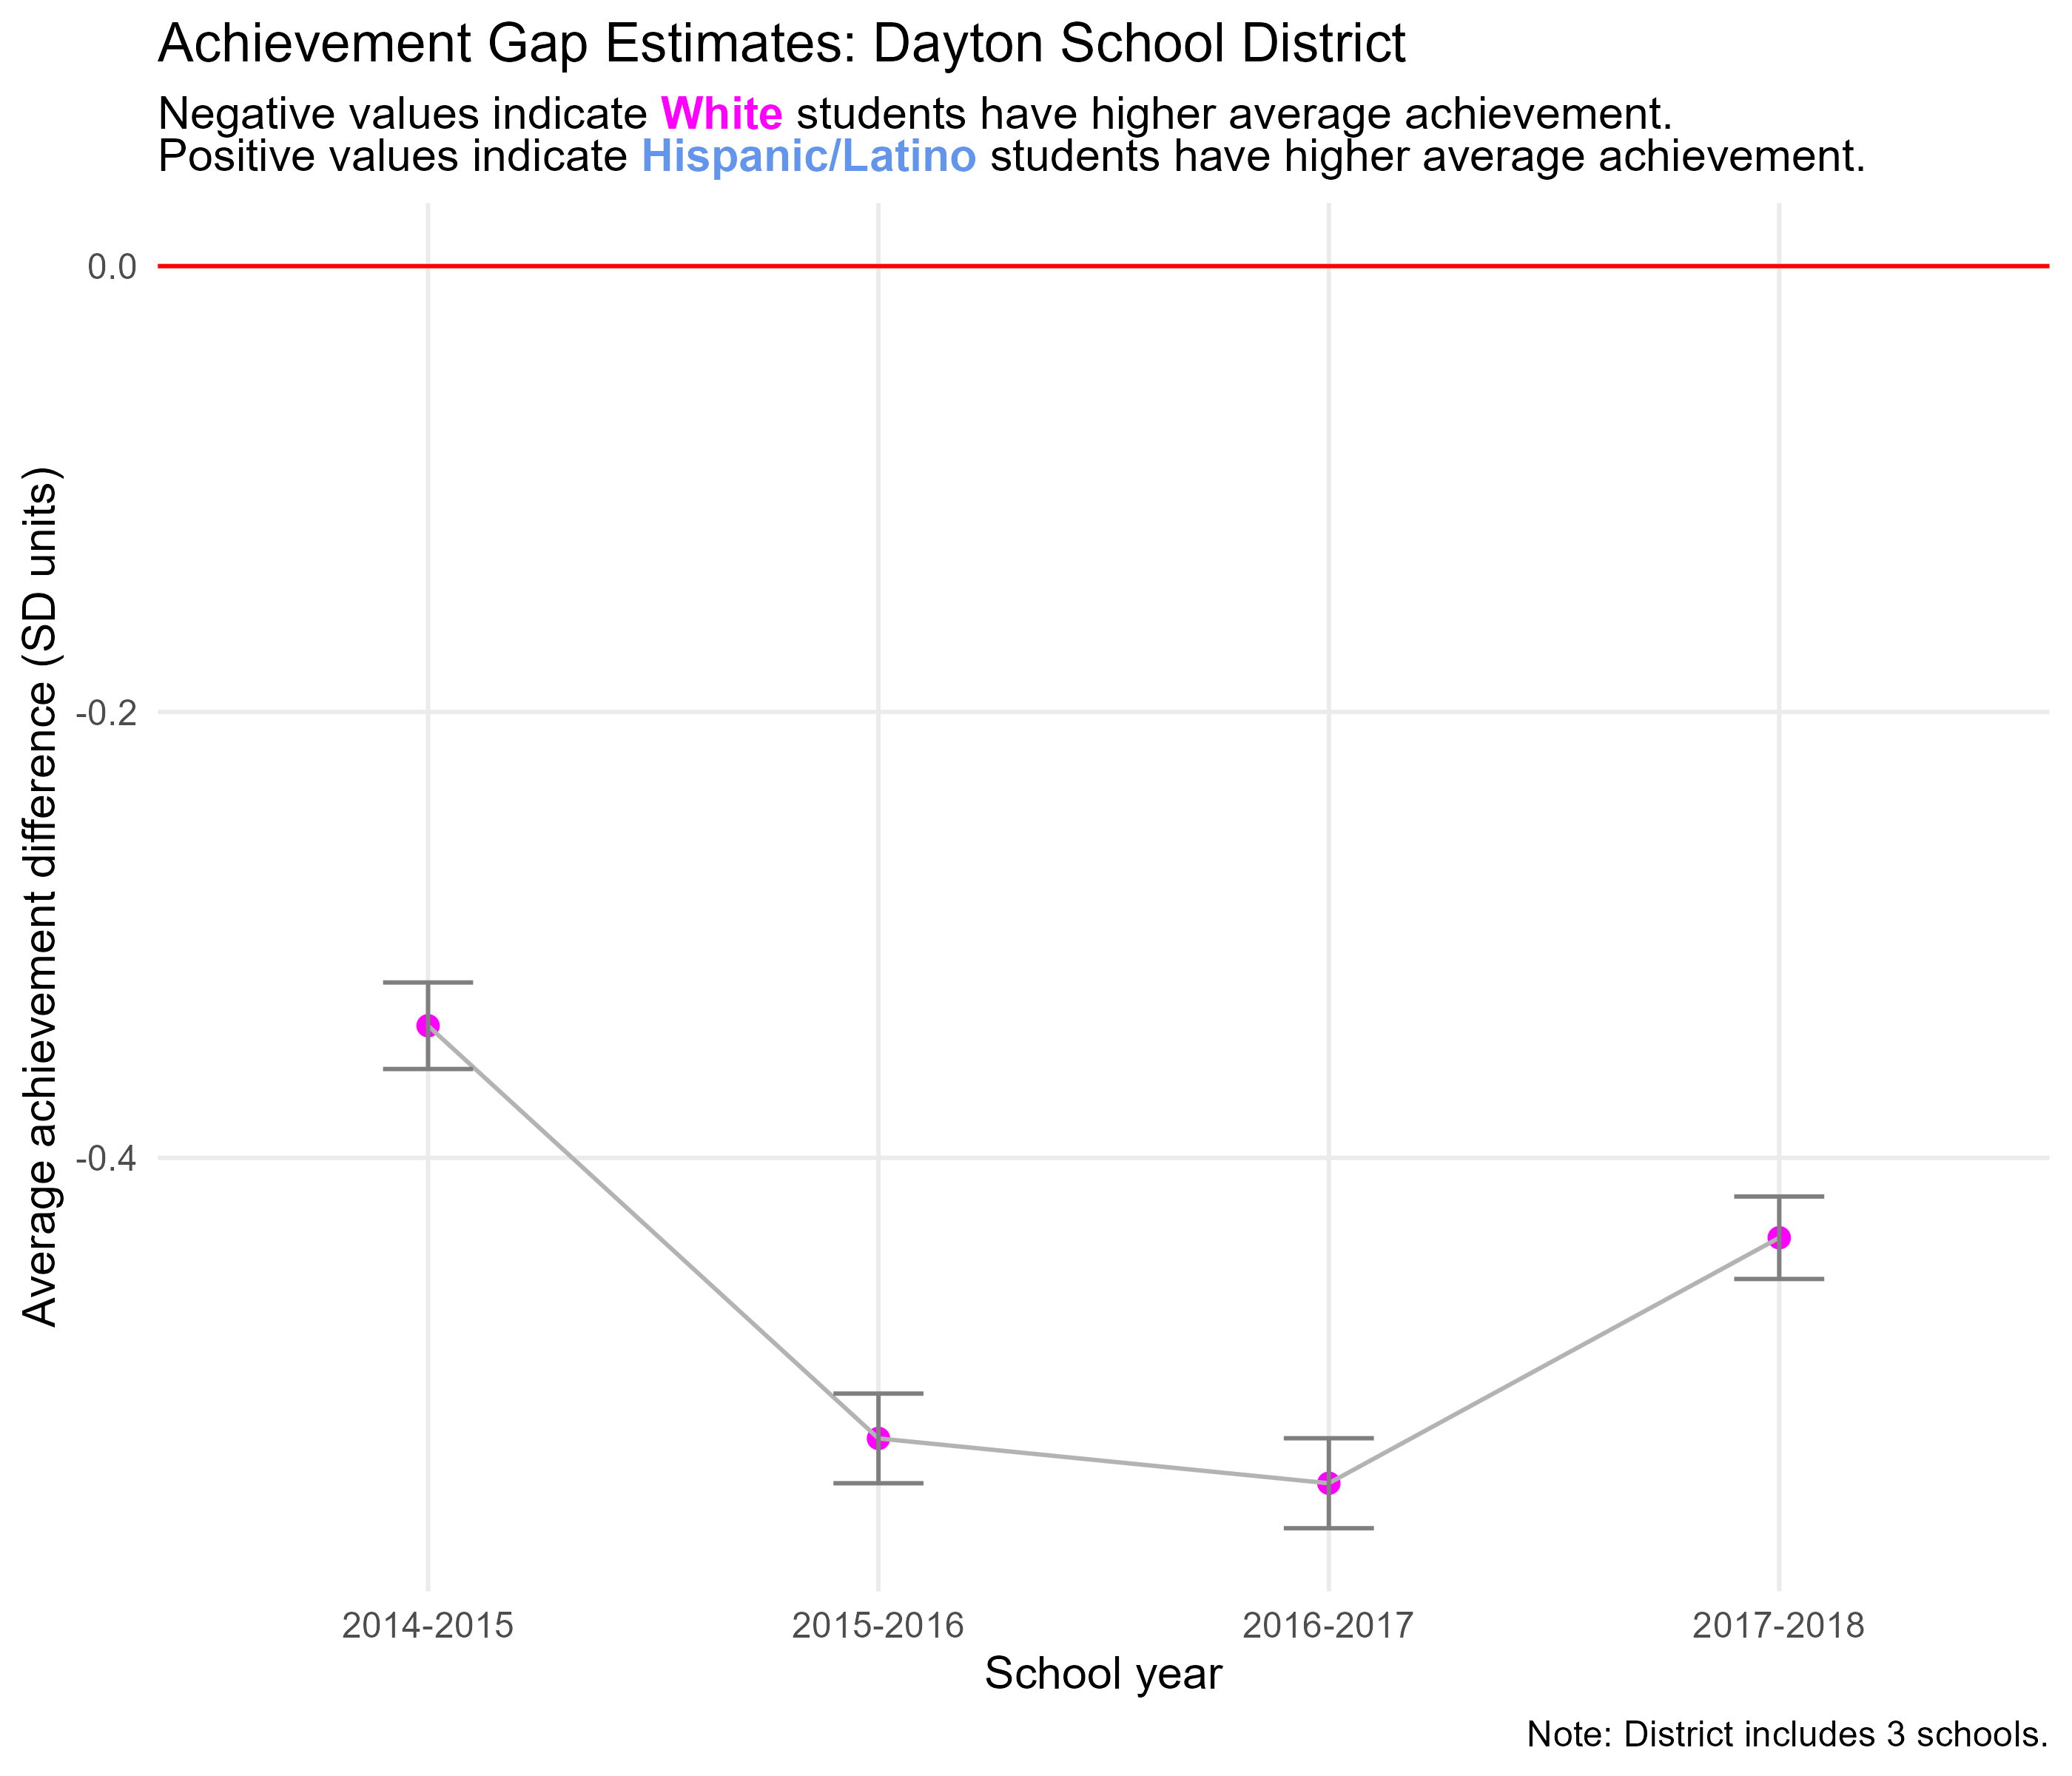 Achievement Gap Estimates: Dayton School District
Negative values indicate White students have higher average achievement.
Positive values indicate Hispanic/Latino students have higher average achievement.
Average achievement difference (SD units)
0.0
-0.2
-0.4
2014-2015 2015-2016 2016-2017 2017-2018
School year
Note: District includes 3 schools.